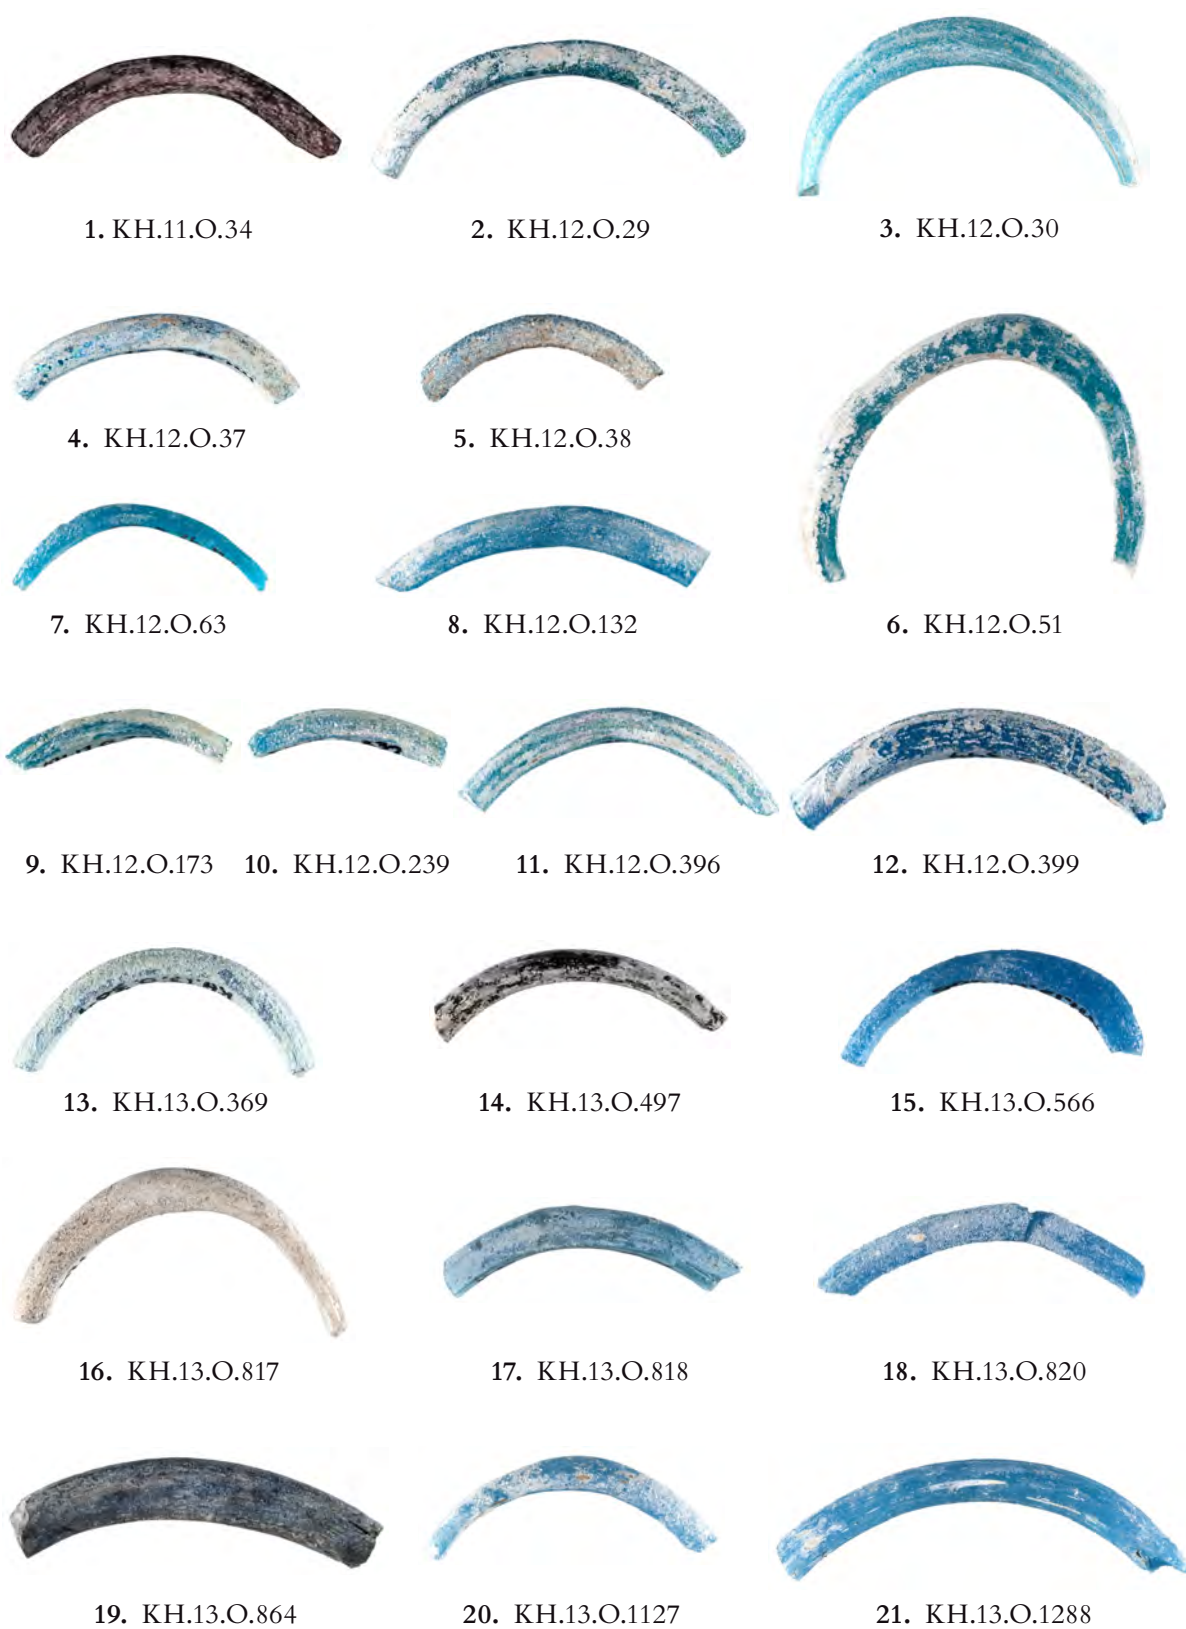 1. KH.11.O.34
2. KH.12.O.29
3. KH.12.O.30
4. KH.12.O.37
5. KH.12.O.38
6. KH.12.O.51
7. KH.12.O.63
8. KH.12.O.132
9. KH.12.O.173
10. KH.12.O.239
11. KH.12.O.396
12. KH.12.O.399
13. KH.13.O.369
14. KH.13.O.497
15. KH.13.O.566
16. KH.13.O.817
17. KH.13.O.818
18. KH.13.O.820
19. KH.13.O.864
20. KH.13.O.1127
21. KH.13.O.1288